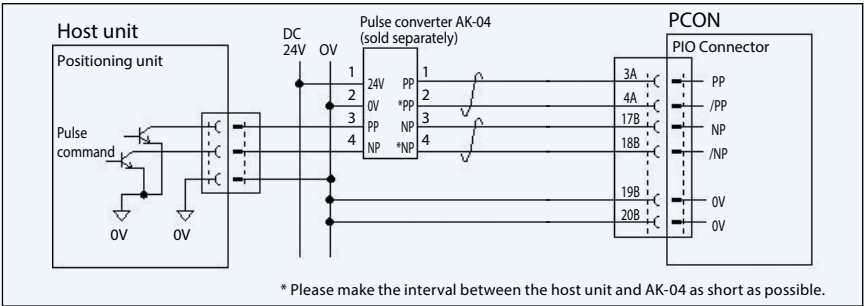 Host unit
Positioning unit
Pulse
command
0V
0V
DC
24V
0V
Pulse converter AK-04
(sold separately)
1
2
3
4
24V
0V
PP
NP
PP
*PP
NP
*NP
1
2
3
4
PCON
PIO Connector
3A
4A
17B
18B
19B
20B
PP
/PP
NP
/NP
0V
0V
* Please make the interval between the host unit and AK-04 as short as possible.